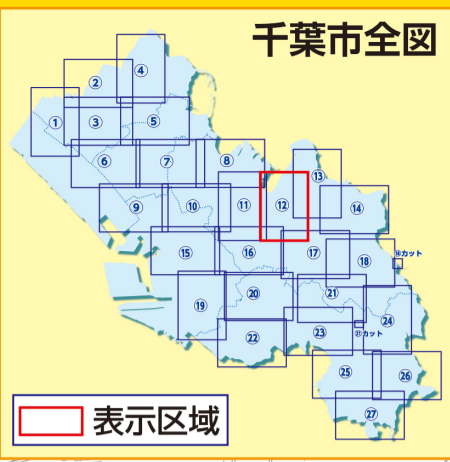 千葉市全図
④
②
① ③ ⑤
⑥ ⑦ ⑧
⑬
⑨ ⑩ ⑪ ⑫ ⑭
⑮ ⑯ ⑰ ⑱
⑱カット
⑲ ⑳ ㉑
㉔
㉒ ㉓
㉑カット
㉕ ㉖
㉗
表示区域